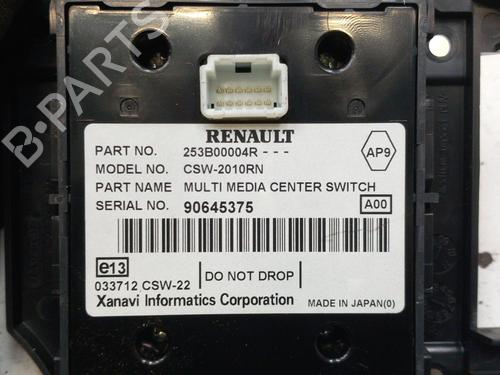 RENAULT
PART NO. 253B00004R - - -
AP9
MODEL NO. CSW-2010RN
PART NAME MULTI MEDIA CENTER SWITCH
SERIAL NO. 90645375
A00
e13
DO NOT DROP
033712 CSW-22
Xanavi Informatics Corporation
MADE IN JAPAN(0)
B-PARTS